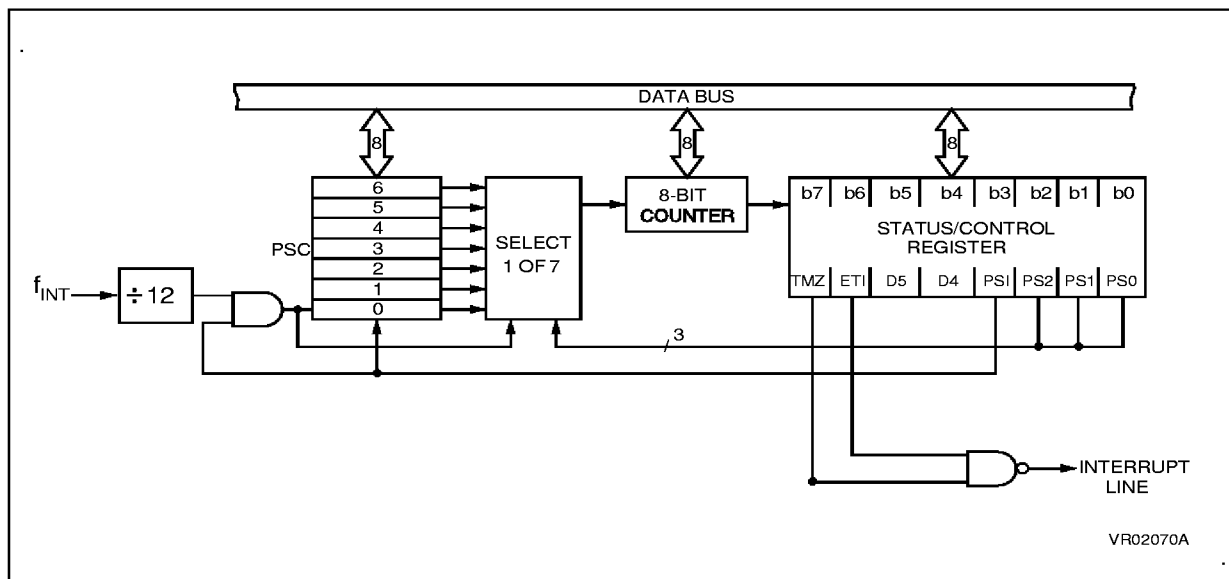 DATA BUS
8
8
8
6
5
4
PSC 3
2
1
0
SELECT
1 OF 7
8-BIT
COUNTER
b7 b6 b5 b4 b3 b2 b1 b0
STATUS/CONTROL
REGISTER
TMZ ETI D5 D4 PSI PS2 PS1 PS0
fINT
÷12
3
INTERRUPT
LINE
VR02070A